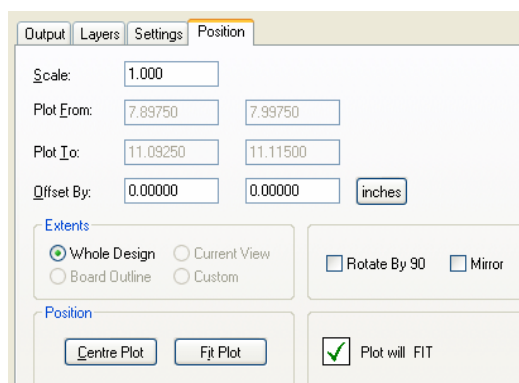 Output Layers Settings Position
Scale: 1.000
Plot From: 7.89750 7.99750
Plot To: 11.09250 11.11500
Offset By: 0.00000 0.00000 inches
Extents
Whole Design Current View
Board Outline Custom
Rotate By 90 Mirror
Position
Centre Plot Fit Plot
Plot will FIT